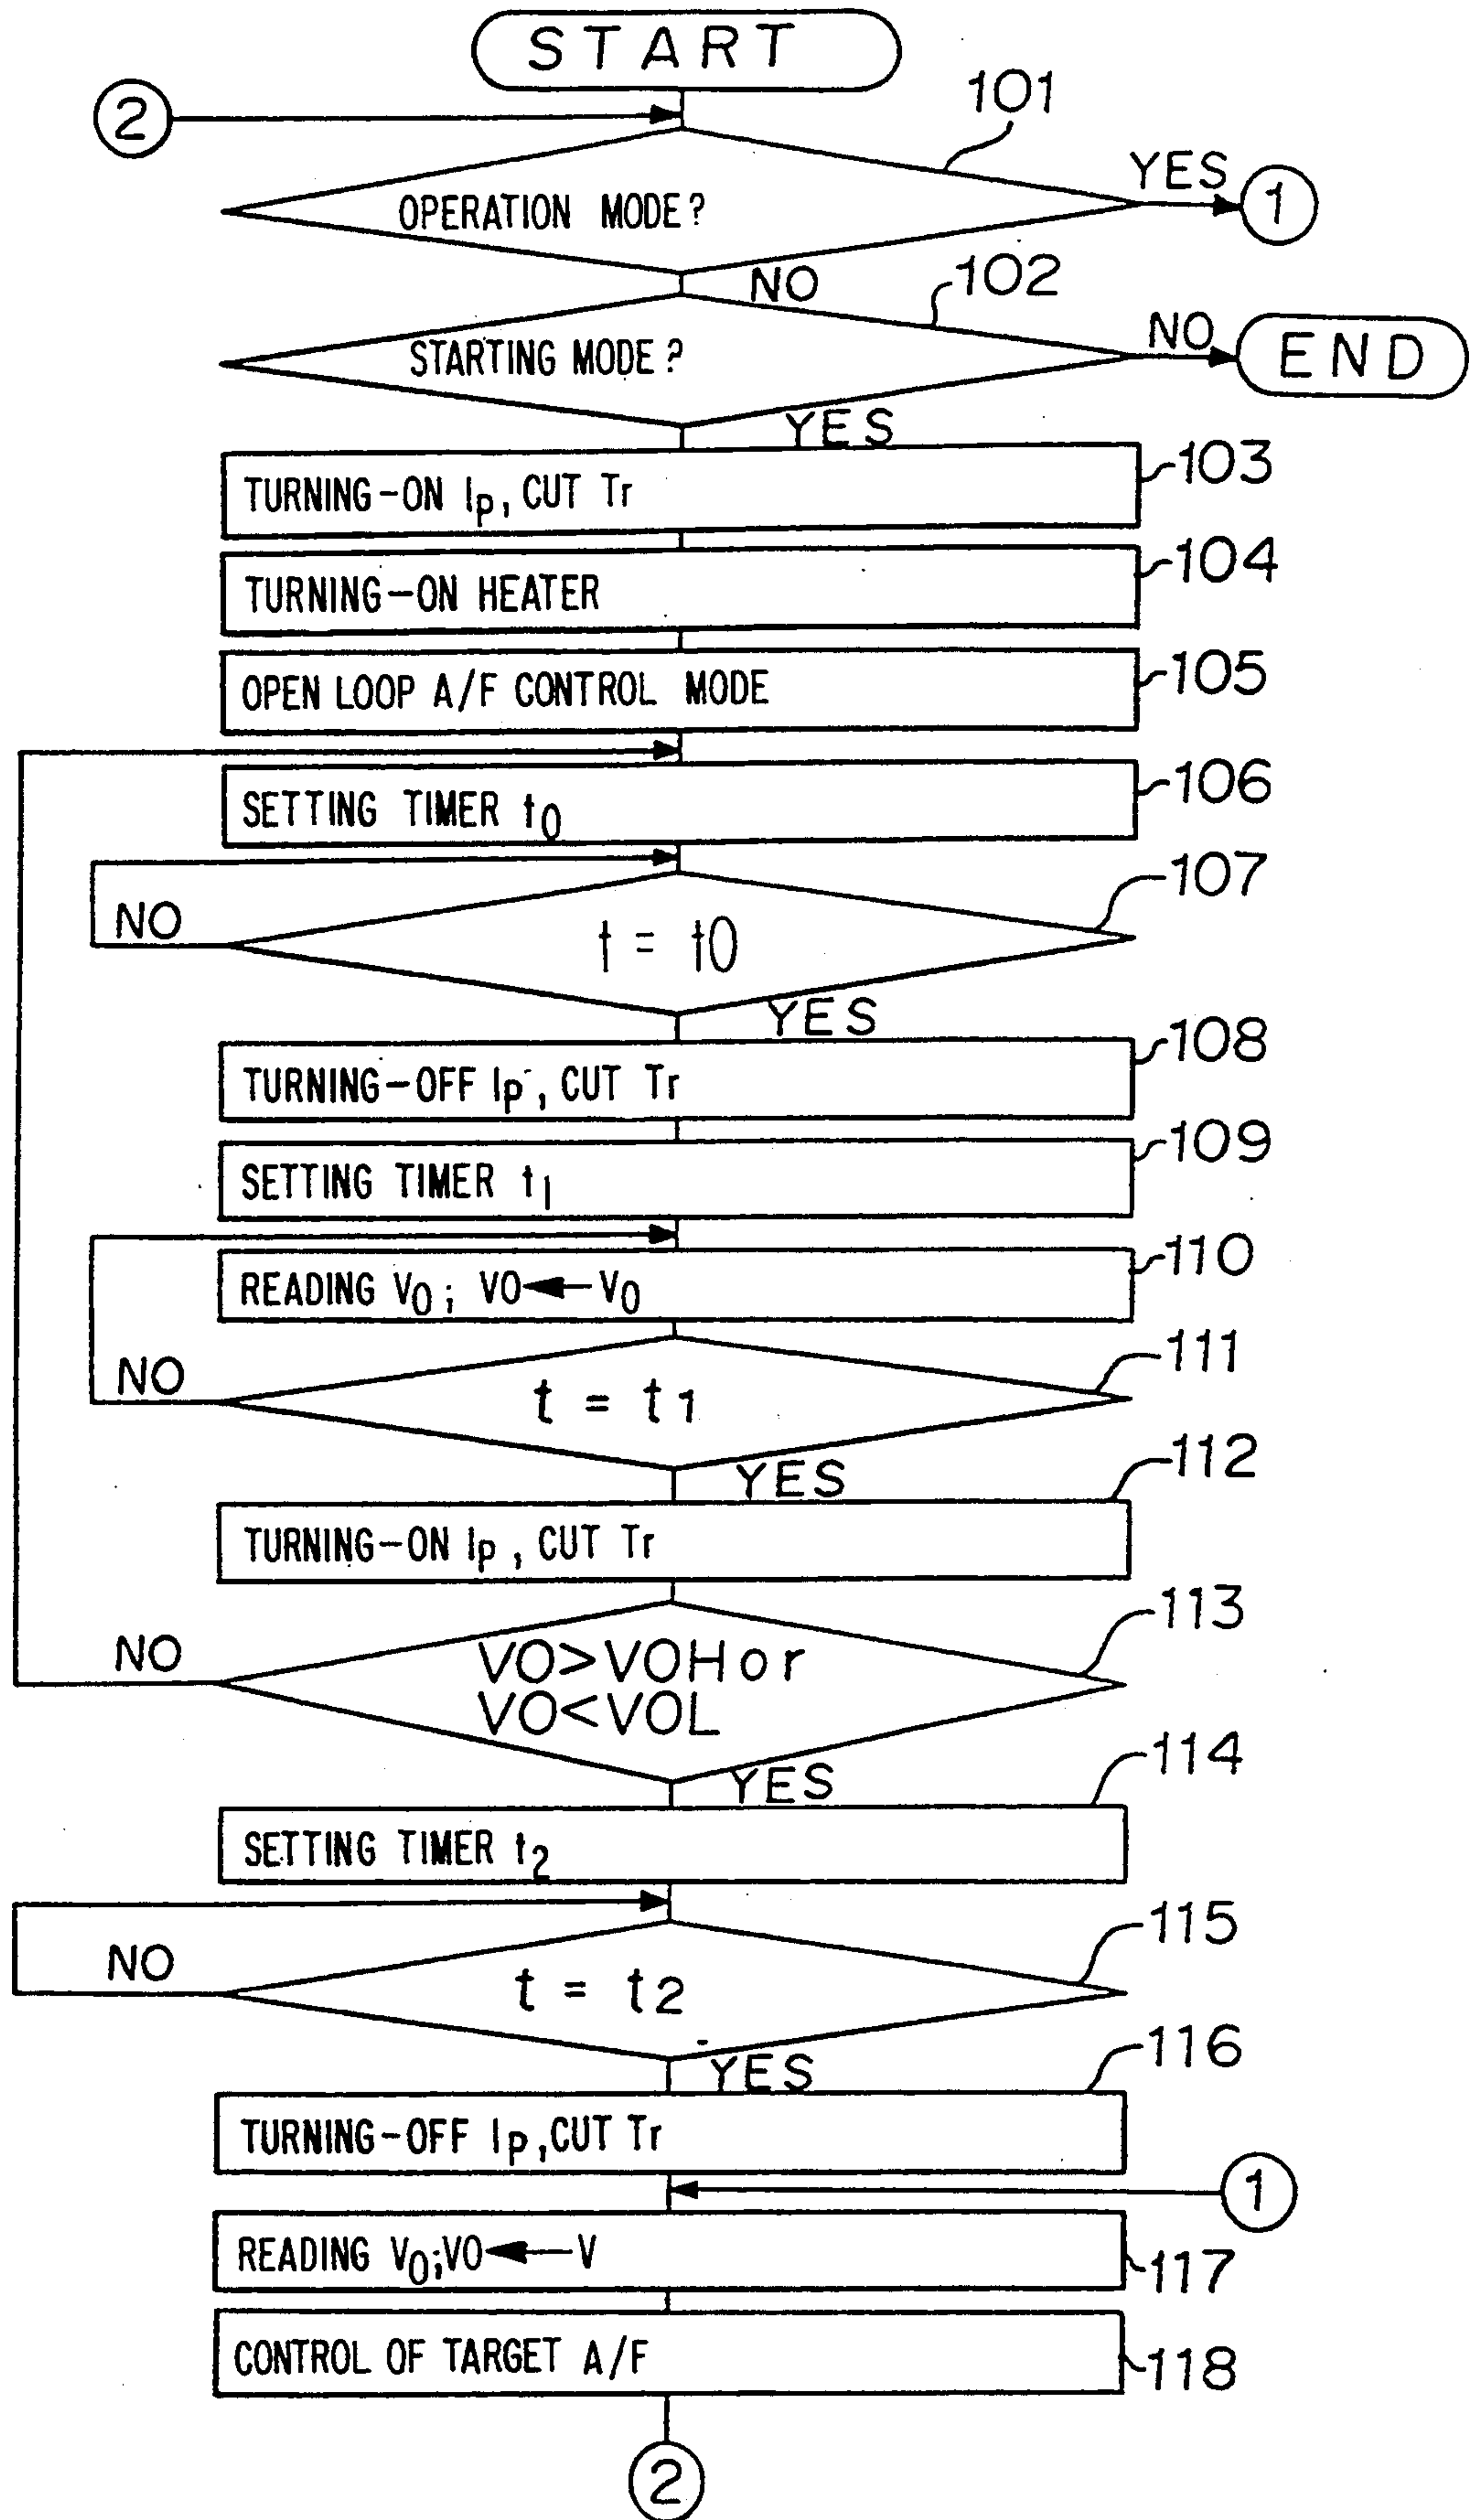 START
2
101
YES
1
OPERATION MODE?
NO
102
STARTING MODE?
NO
END
YES
TURNING-ON Ip, CUT Tr
103
TURNING-ON HEATER
104
OPEN LOOP A/F CONTROL MODE
105
SETTING TIMER t0
106
107
NO
t = t0
YES
TURNING-OFF Ip, CUT Tr
108
SETTING TIMER t1
109
READING V0; VO←V0
110
111
NO
t = t1
YES
112
TURNING-ON Ip, CUT Tr
113
NO
VO>VOH or
VO<VOL
YES
114
SETTING TIMER t2
115
NO
t = t2
YES
116
TURNING-OFF Ip,CUT Tr
1
READING V0;VO←V
117
CONTROL OF TARGET A/F
118
2